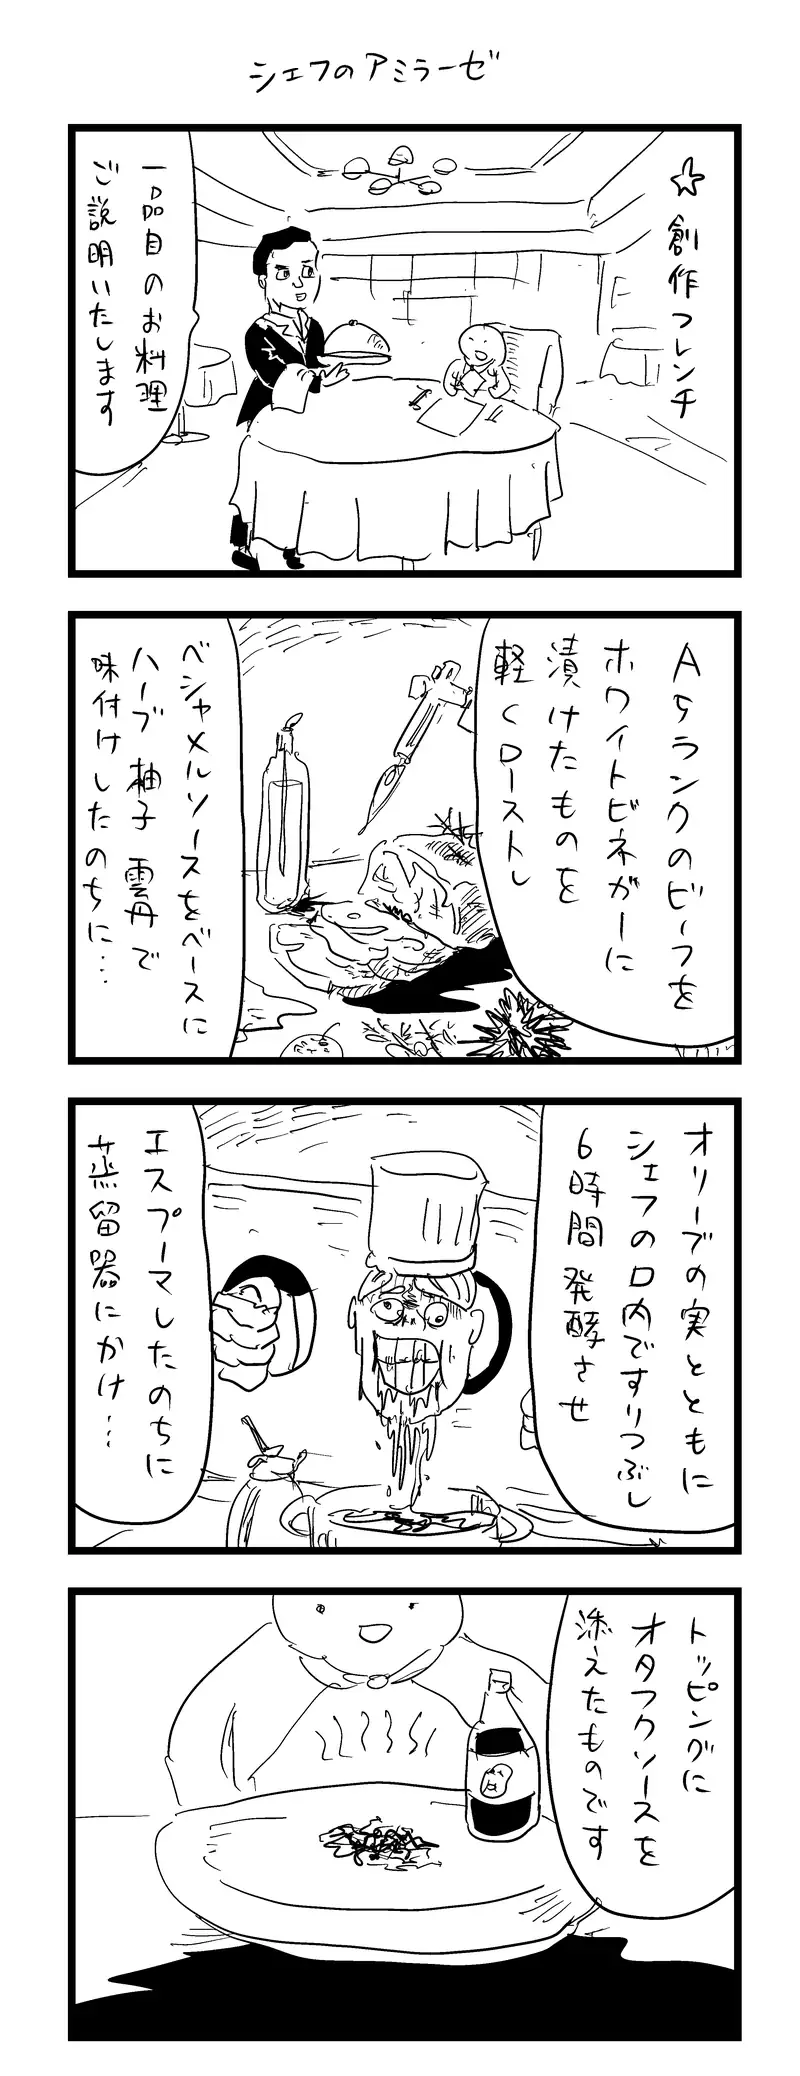 シェフのアミラーゼ
☆創作フレンチ
一品目のお料理
ご説明いたします
A5ランクのビーフを
ホワイトビネガーに
漬けたものを
軽くローストし
ベシャメルソースをベースに
ハーブ 柚子 雲丹で
味付けしたのちに…
オリーブの実とともに
シェフの口内ですりつぶし
6時間発酵させ
エスプーマしたのちに
蒸留器にかけ…
トッピングに
オタフクソースを
添えたものです